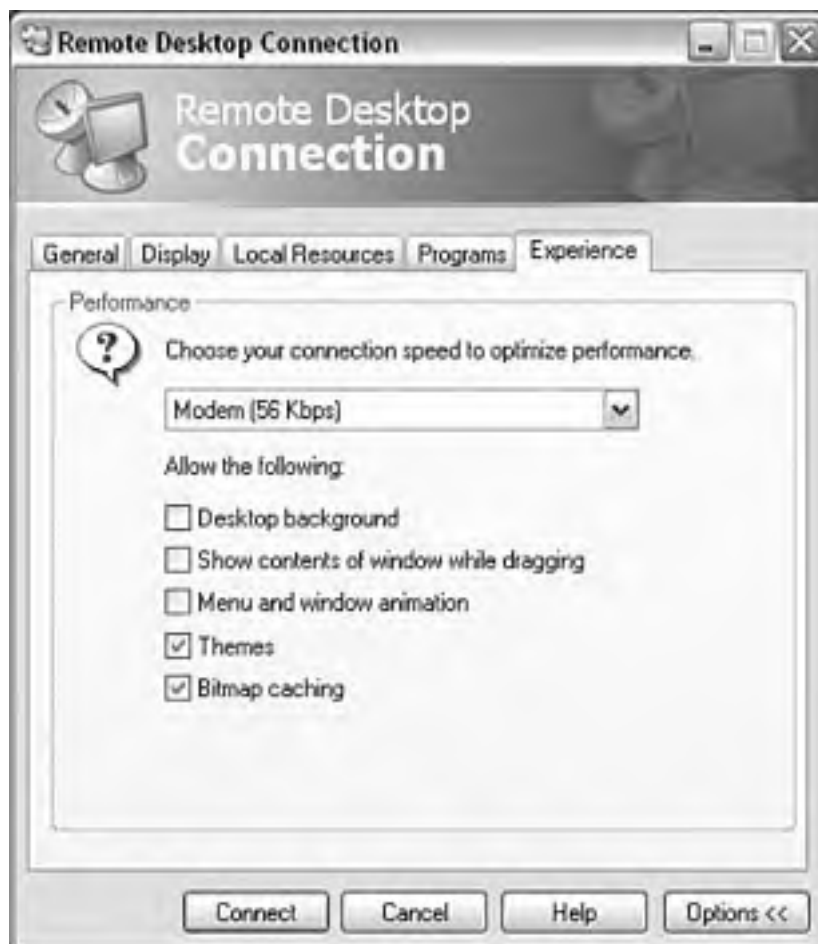 Remote Desktop Connection
Remote Desktop
Connection
General Display Local Resources Programs Experience
Performance
?
Choose your connection speed to optimize performance.
Modem (56 Kbps)
Allow the following:
Desktop background
Show contents of window while dragging
Menu and window animation
Themes
Bitmap caching
Connect Cancel Help Options <<